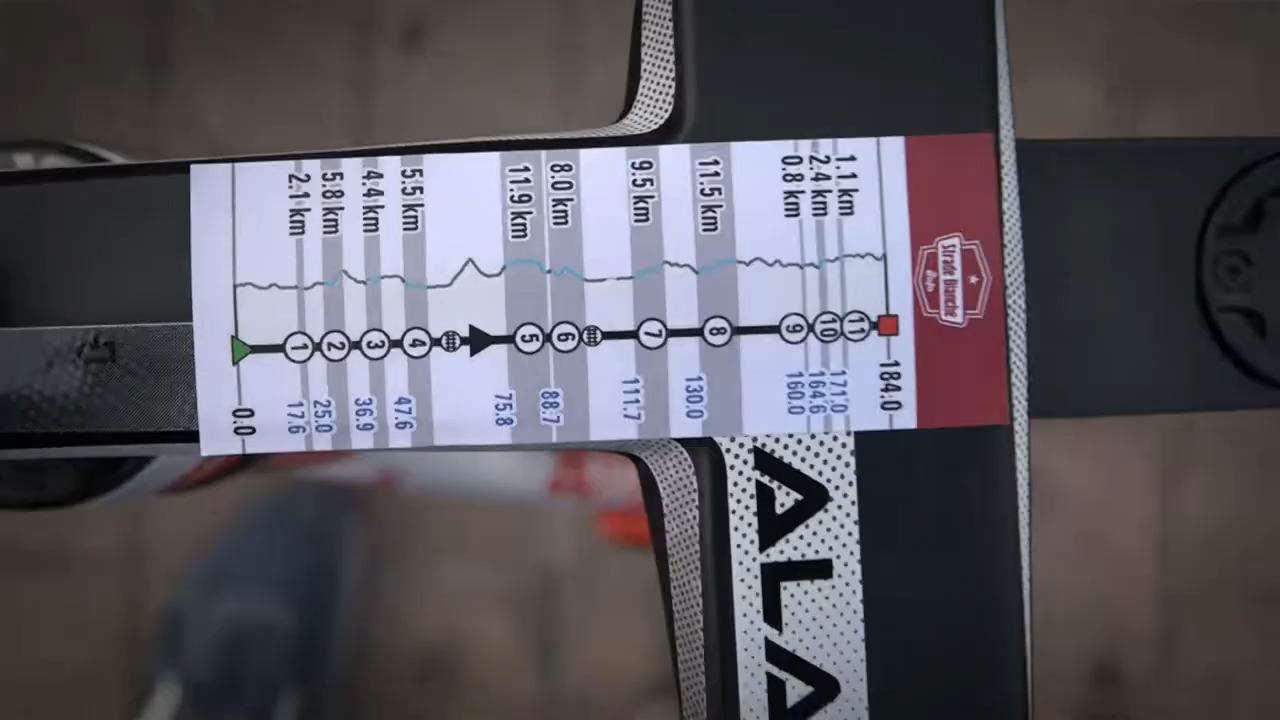 Strade Bianche
184.0
1.1 km 11 171.0
2.4 km 10 164.6
0.8 km 9 160.0
11.5 km 8 130.0
9.5 km 7 111.7
8.0 km 6 88.7
11.9 km 5 75.8
5.5 km 4 47.6
4.4 km 3 36.9
5.8 km 2 25.0
2.1 km 1 17.6
0.0
ALA